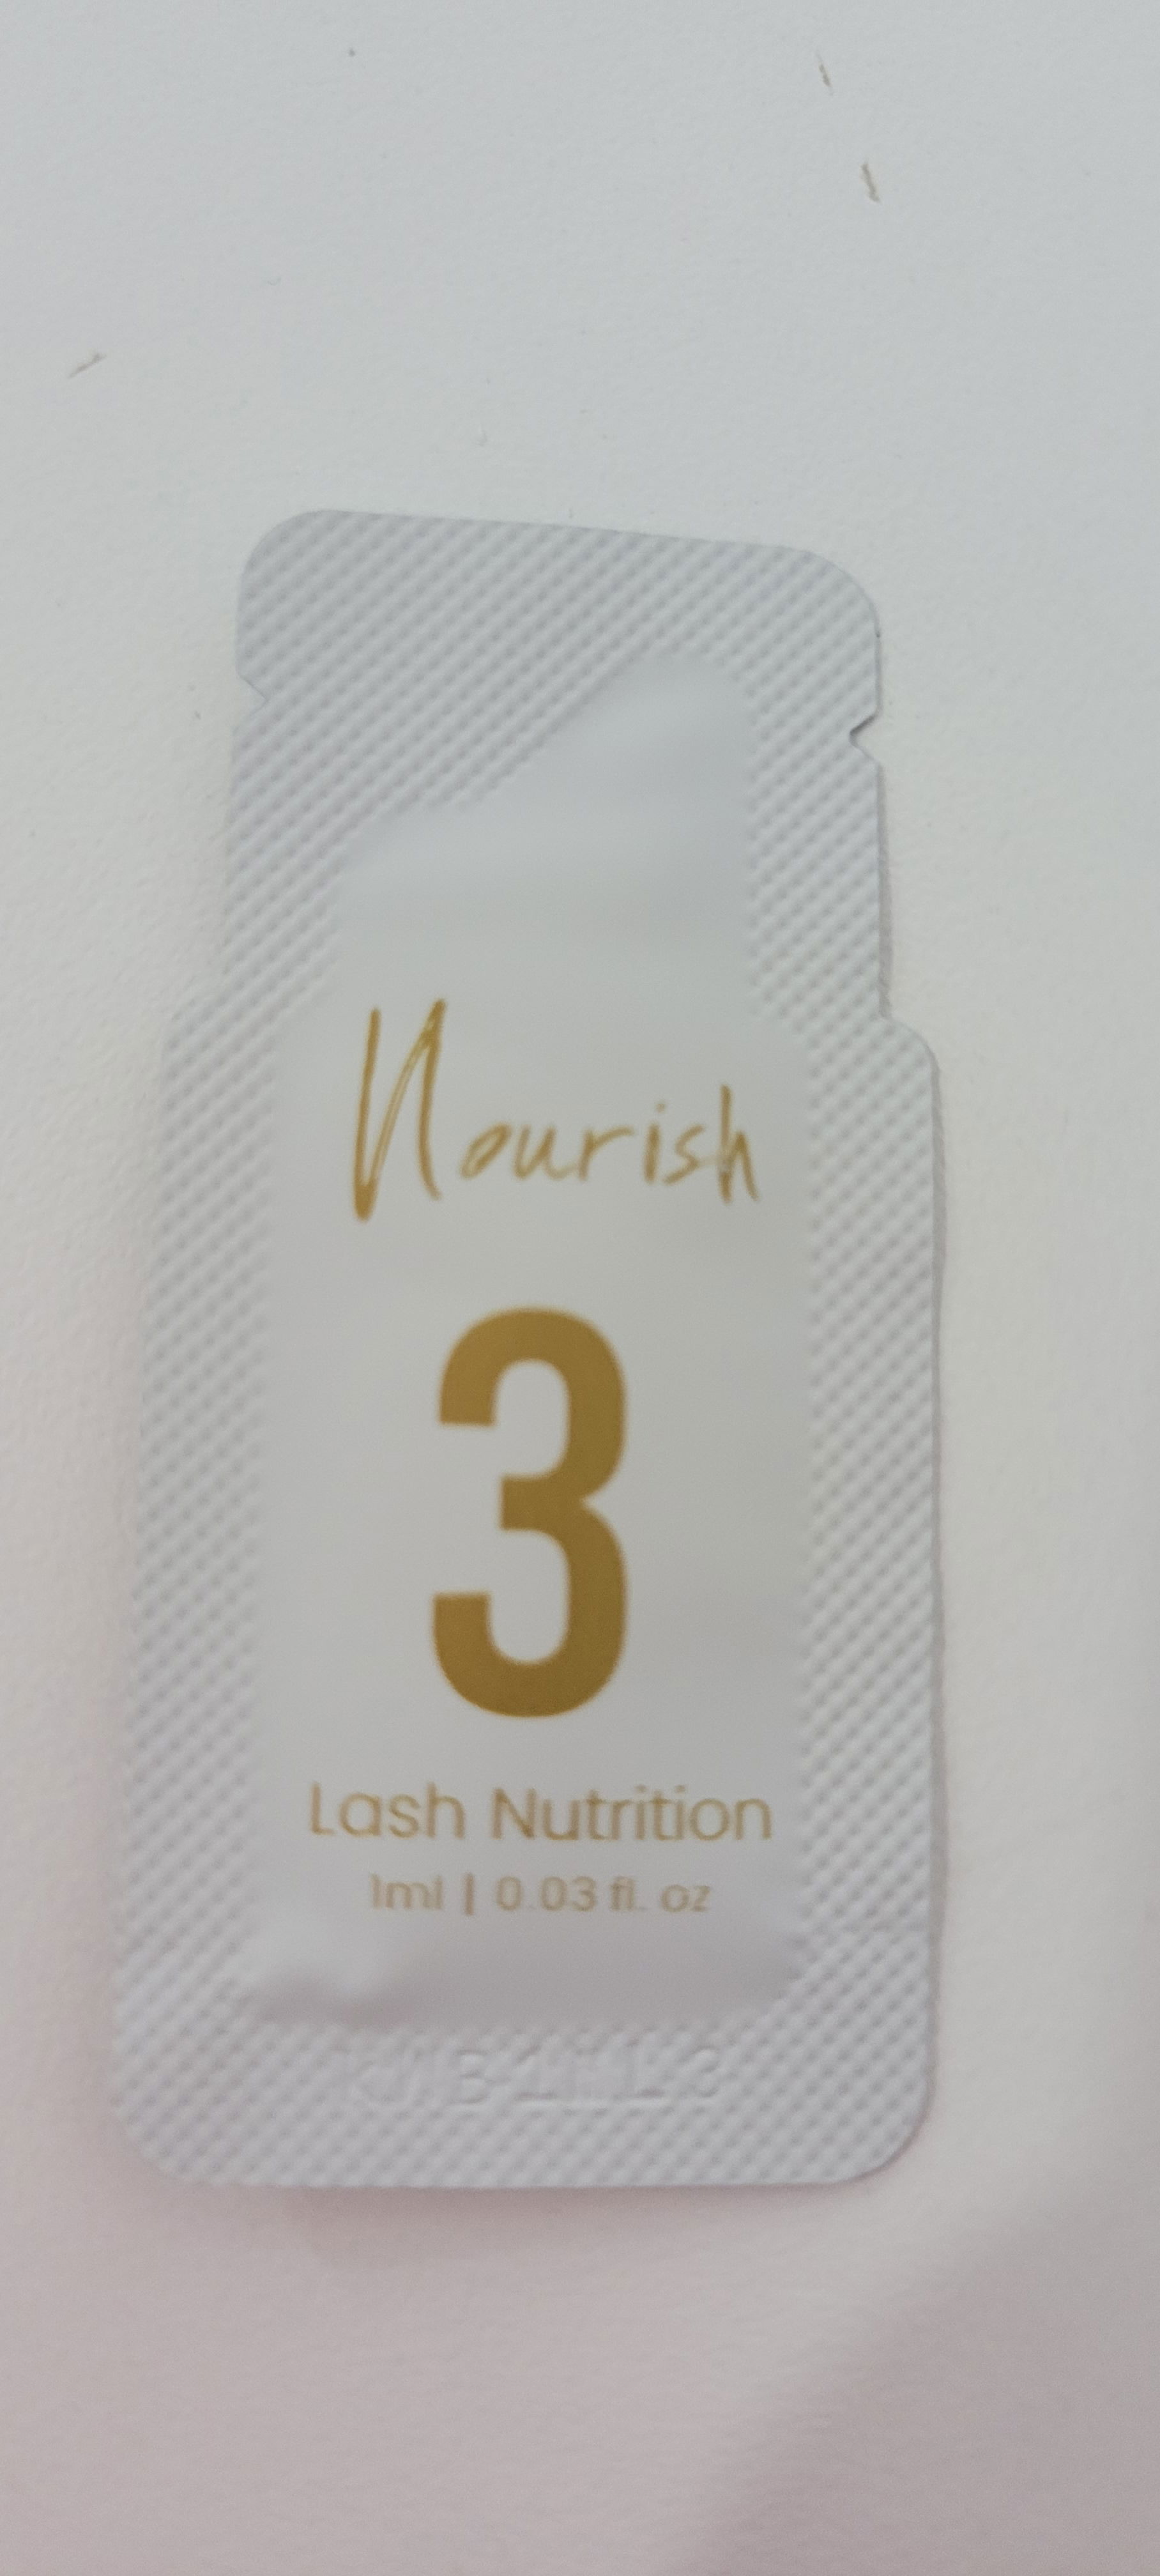 Nourish
3
Lash Nutrition
1ml | 0.03 fl. oz